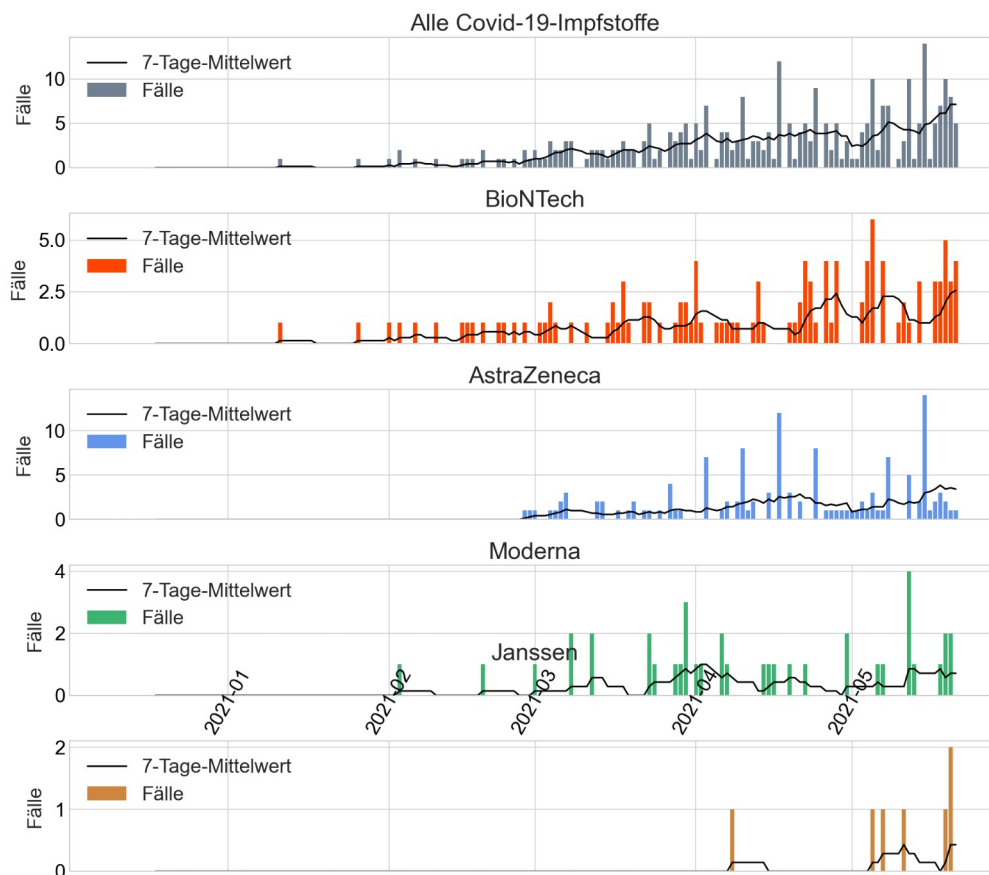 Alle Covid-19-Impfstoffe
Fälle
10
5
0
7-Tage-Mittelwert
Fälle
BioNTech
Fälle
5.0
2.5
0.0
7-Tage-Mittelwert
Fälle
AstraZeneca
Fälle
10
5
0
7-Tage-Mittelwert
Fälle
Moderna
Fälle
4
2
0
7-Tage-Mittelwert
Fälle
2021-01
2021-02
2021-03
2021-04
2021-05
Janssen
Fälle
2
1
0
7-Tage-Mittelwert
Fälle